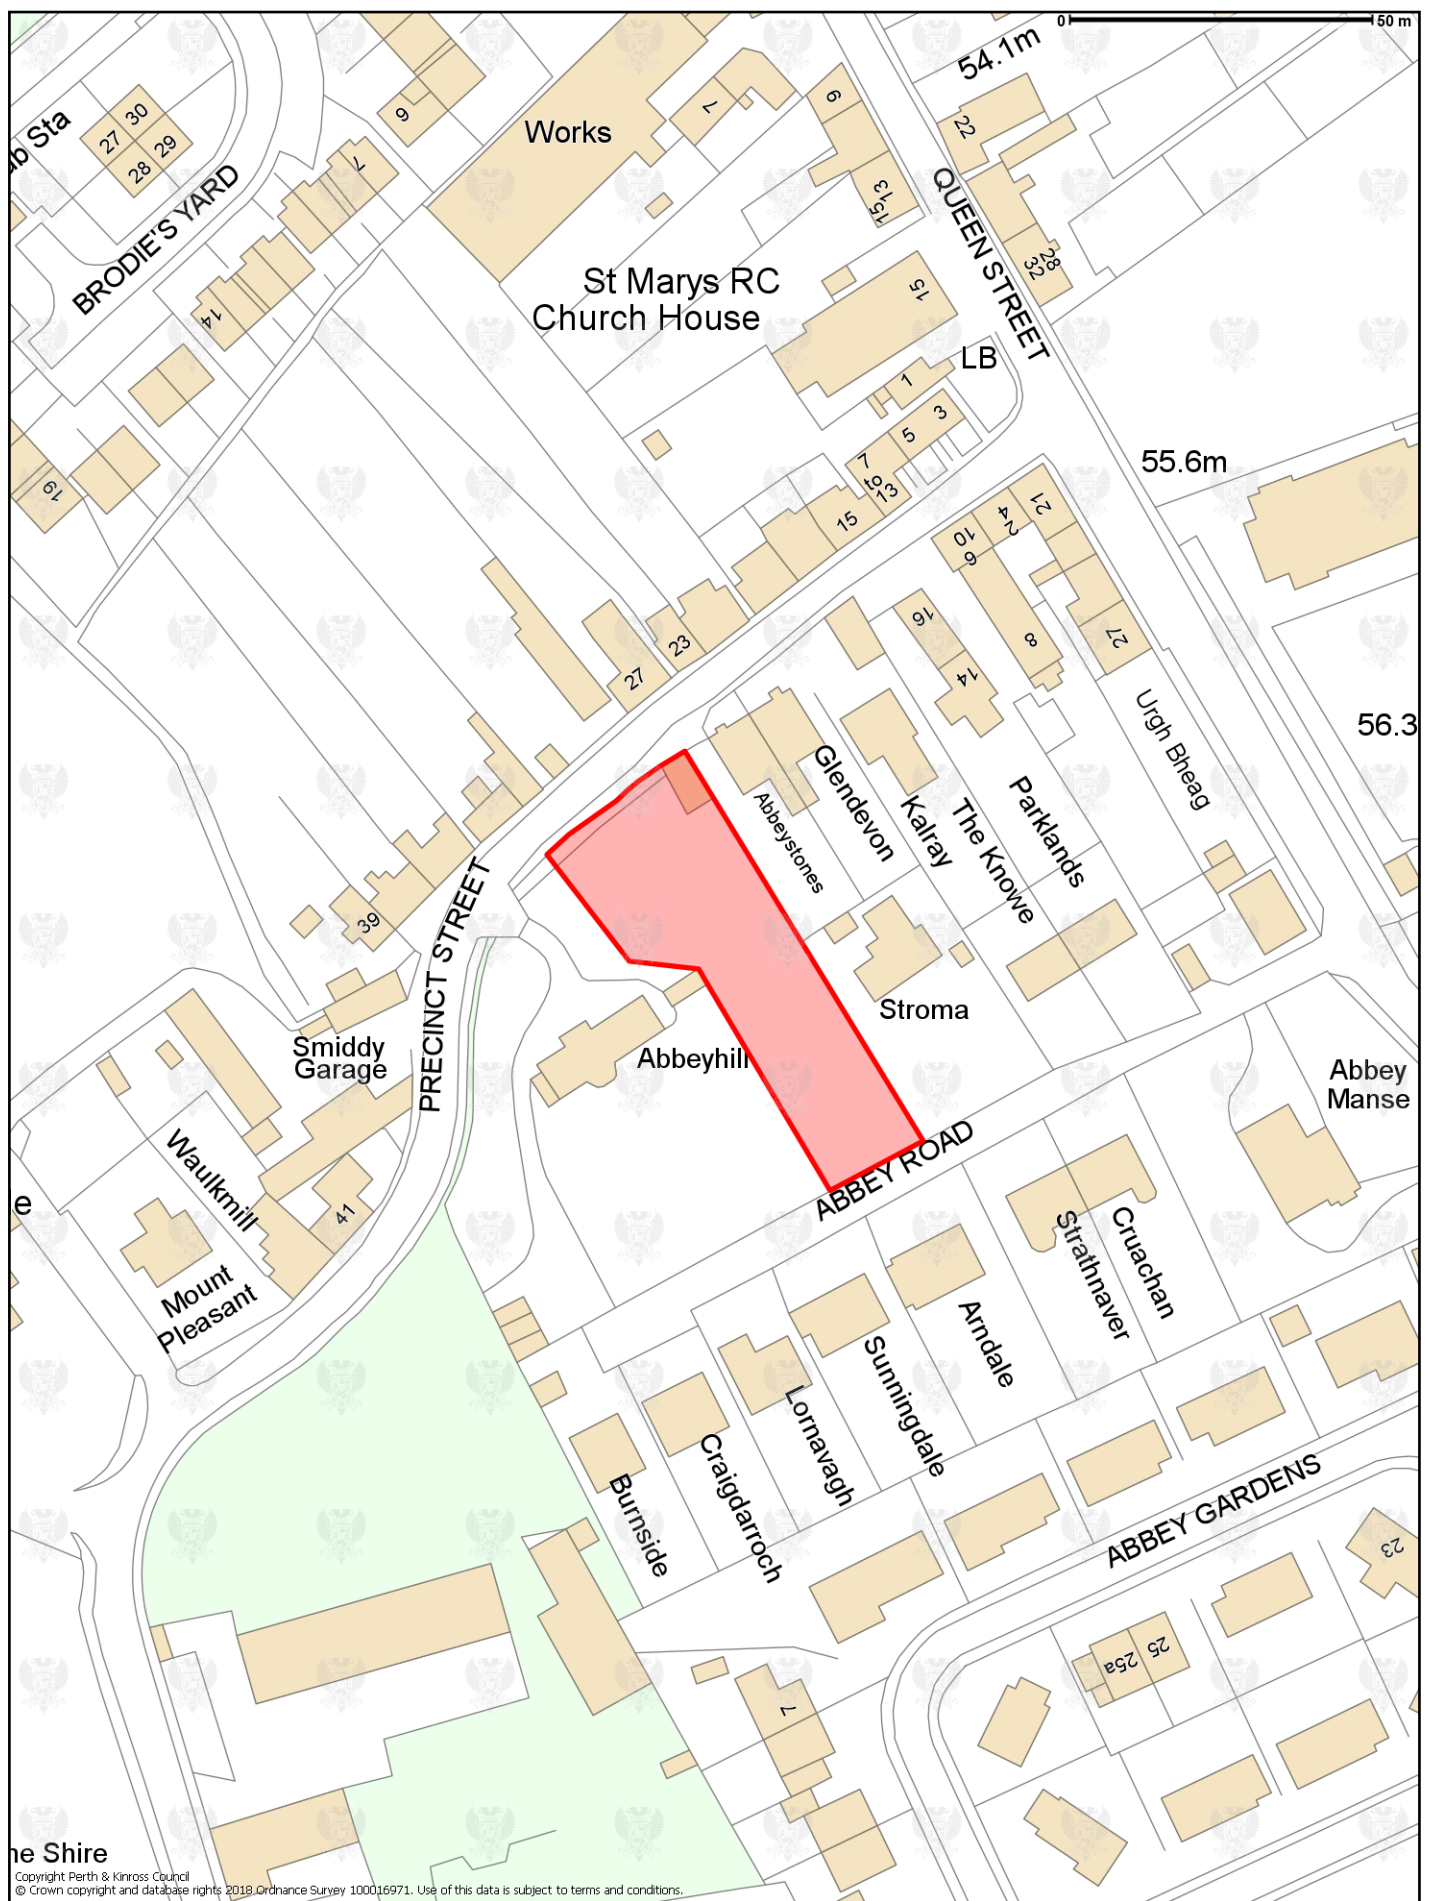 0
50 m
54.1m
9
22
Works
7
9
30
27
29
28
BRODIE'S YARD
7
13
15
QUEEN STREET
28
32
St Marys RC
Church House
15
14
LB
1
3
5
7
to
13
15
55.6m
19
21
4
2
10
6
16
8
27
14
23
27
Urgh Bheag
56.3
Glendevon
Abbeystones
Kalray
The Knowe
Parklands
39
PRECINCT STREET
Stroma
Smiddy
Garage
Abbeyhill
Abbey
Manse
ABBEY ROAD
Waulkmill
41
Mount
Pleasant
Strathnaver
Cruachan
Arndale
Sunningdale
Lornavagh
Craigdarroch
Burnside
ABBEY GARDENS
23
25
25a
7
Shire
Copyright Perth & Kinross Council
© Crown copyright and database rights 2018 Ordnance Survey 100016971. Use of this data is subject to terms and conditions.